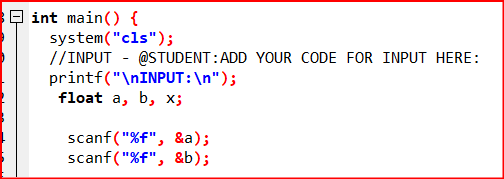 int main() {
system("cls");
//INPUT - @STUDENT:ADD YOUR CODE FOR INPUT HERE:
printf("\nINPUT:\n");
float a, b, x;
scanf("%f", &a);
scanf("%f", &b);